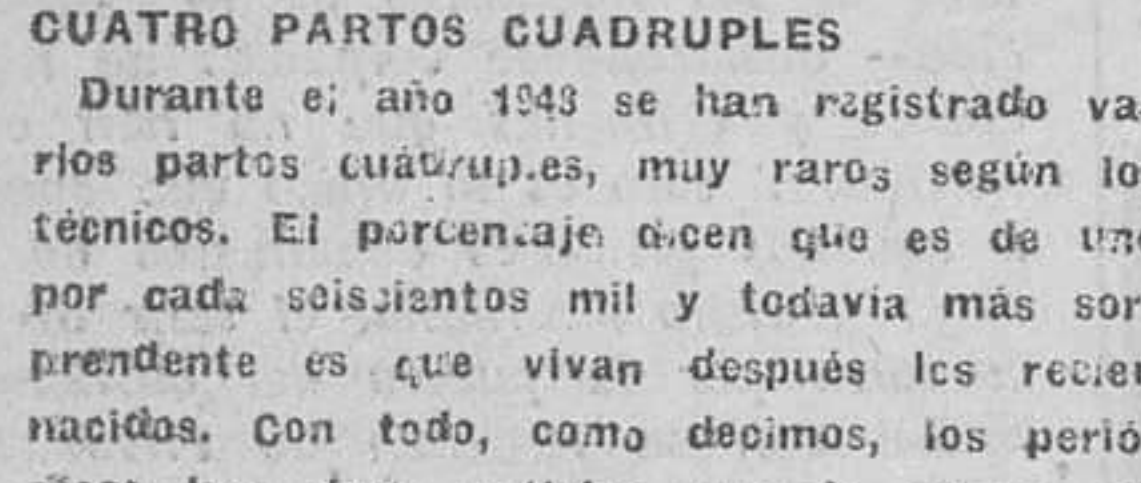 CUATRO PARTOS CUADRUPLES
Durante el año 1943 se han registrado va
rios partos cuádruples, muy raros según lo
técnicos. El porcentaje dicen que es de uno
por cada seiscientos mil y todavía más sor
prendente es que vivan después los recien
nacidos. Con todo, como decimos, los perió